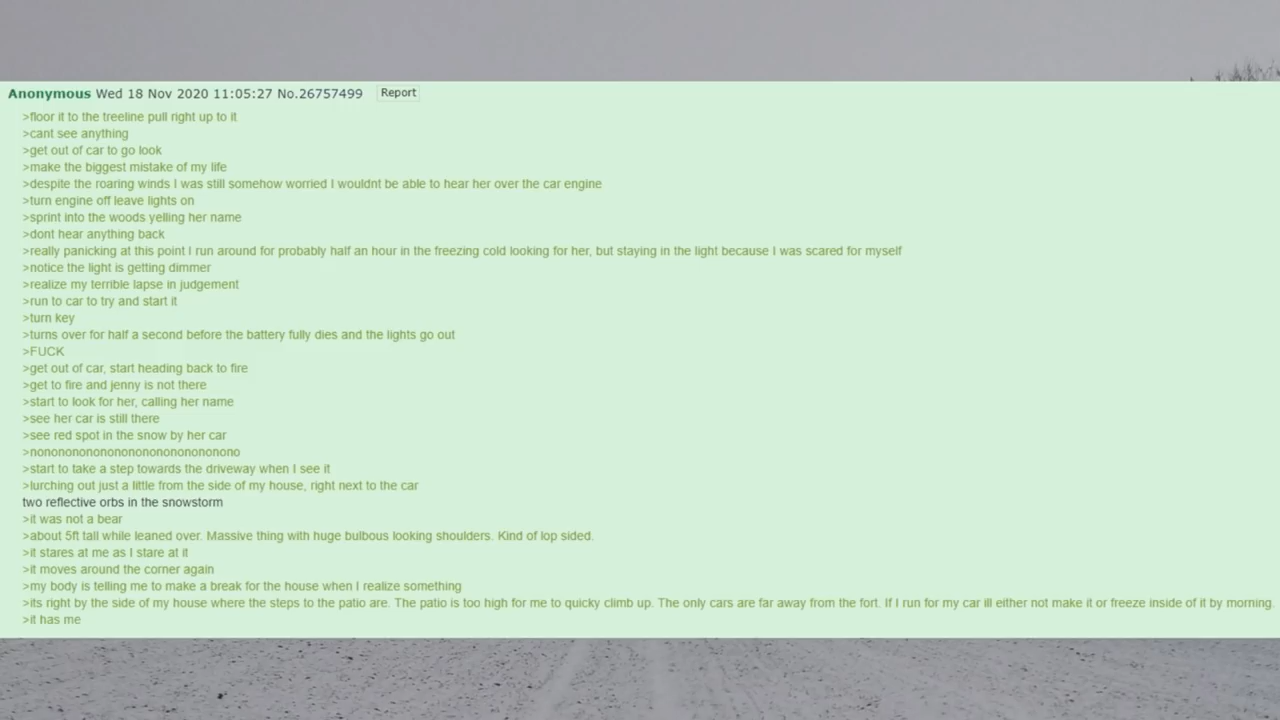 Anonymous Wed 18 Nov 2020 11:05:27 No.26757499 Report
>floor it to the treeline pull right up to it
>cant see anything
>get out of car to go look
>make the biggest mistake of my life
>despite the roaring winds I was still somehow worried I wouldnt be able to hear her over the car engine
>turn engine off leave lights on
>sprint into the woods yelling her name
>dont hear anything back
>really panicking at this point I run around for probably half an hour in the freezing cold looking for her, but staying in the light because I was scared for myself
>notice the light is getting dimmer
>realize my terrible lapse in judgement
>run to car to try and start it
>turn key
>turns over for half a second before the battery fully dies and the lights go out
>FUCK
>get out of car, start heading back to fire
>get to fire and jenny is not there
>start to look for her, calling her name
>see her car is still there
>see red spot in the snow by her car
>nononononononononononononononono
>start to take a step towards the driveway when I see it
>lurching out just a little from the side of my house, right next to the car
two reflective orbs in the snowstorm
>it was not a bear
>about 5ft tall while leaned over. Massive thing with huge bulbous looking shoulders. Kind of lop sided.
>it stares at me as I stare at it
>it moves around the corner again
>my body is telling me to make a break for the house when I realize something
>its right by the side of my house where the steps to the patio are. The patio is too high for me to quicky climb up. The only cars are far away from the fort. If I run for my car ill either not make it or freeze inside of it by morning.
>it has me